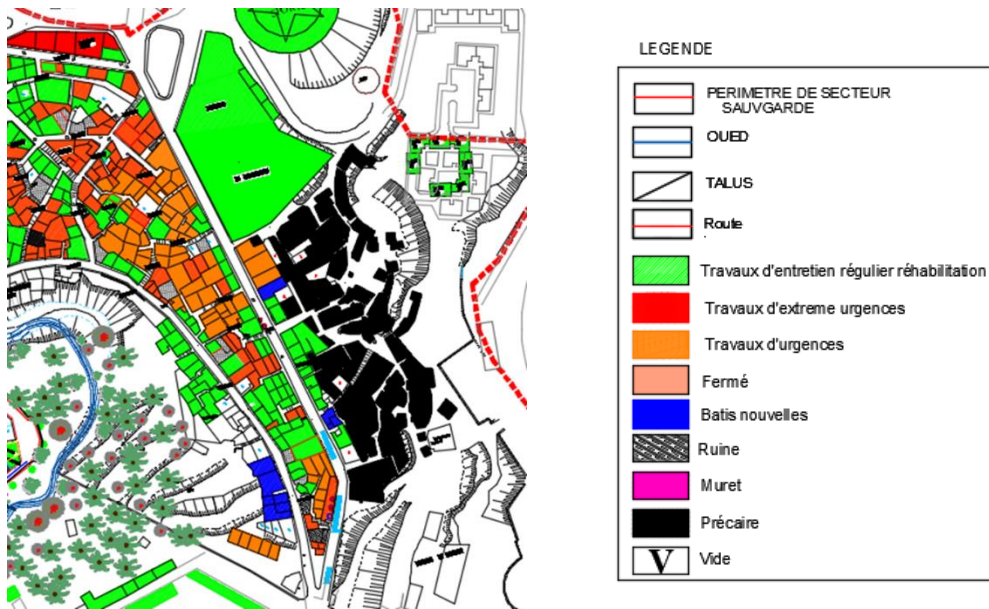 LEGENDE
PERIMETRE DE SECTEUR
SAUVGARDE
OUED
TALUS
Route
Travaux d'entretien régulier réhabilitation
Travaux d'extreme urgences
Travaux d'urgences
Fermé
Batis nouvelles
Ruine
Muret
Précaire
V
Vide